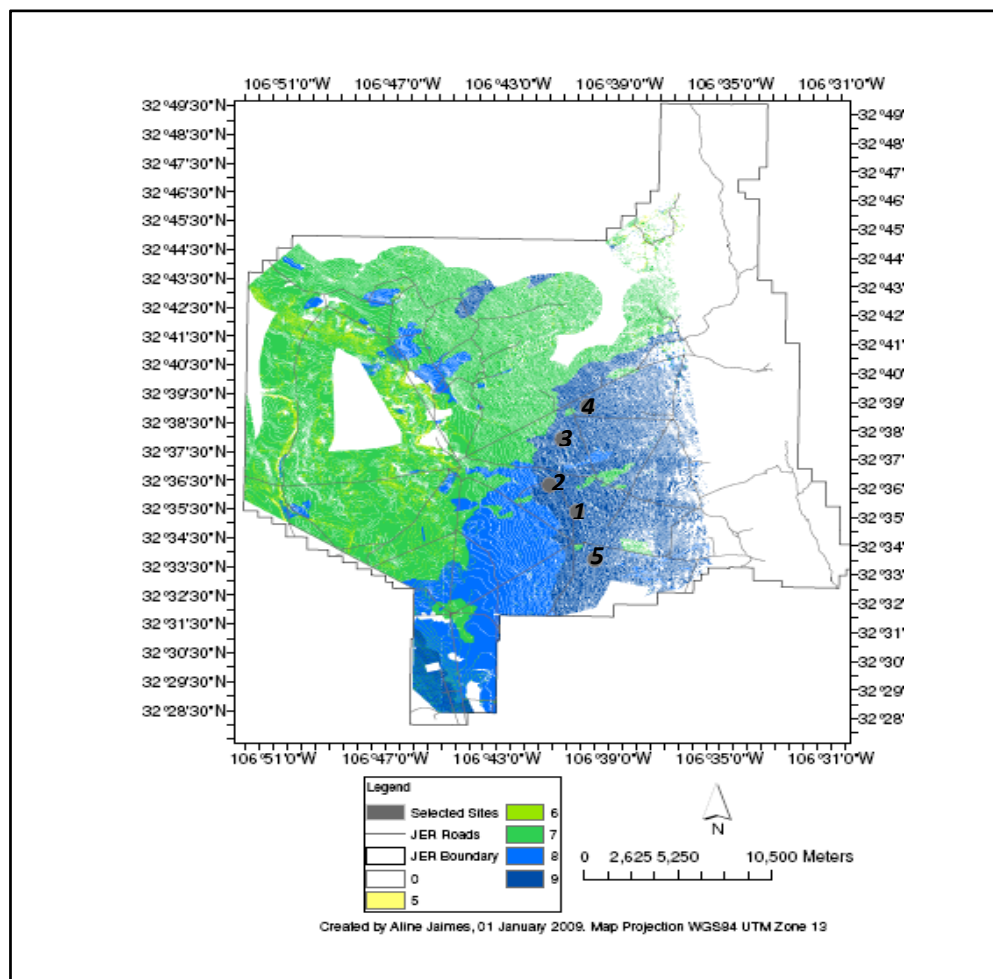 106°51'0"W 106°47'0"W 106°43'0"W 106°39'0"W 106°35'0"W 106°31'0"W
32°49'30"N 32°49'
32°48'30"N 32°48'
32°47'30"N 32°47'
32°46'30"N 32°46'
32°45'30"N 32°45'
32°44'30"N 32°44'
32°43'30"N 32°43'
32°42'30"N 32°42'
32°41'30"N 32°41'
32°40'30"N 32°40'
32°39'30"N 32°39'
4
32°38'30"N 32°38'
3
32°37'30"N 32°37'
2
32°36'30"N 32°36'
1
32°35'30"N 32°35'
32°34'30"N 32°34'
5
32°33'30"N 32°33'
32°32'30"N 32°32'
32°31'30"N 32°31'
32°30'30"N 32°30'
32°29'30"N 32°29'
32°28'30"N 32°28'
106°51'0"W 106°47'0"W 106°43'0"W 106°39'0"W 106°35'0"W 106°31'0"W
Legend
Selected Sites
JER Roads
JER Boundary
0
5
6
7
8
9
N
0 2,625 5,250 10,500 Meters
Created by Aline Jaimes, 01 January 2009. Map Projection WGS84 UTM Zone 13